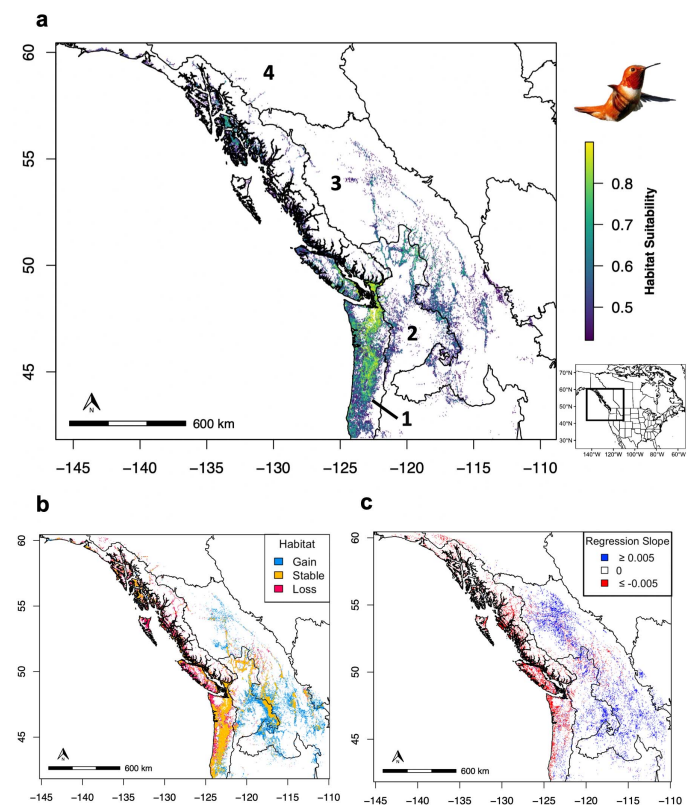 a
60
55
50
45
4
3
2
1
N
600 km
−145 −140 −135 −130 −125 −120 −115 −110
0.8
0.7
0.6
0.5
Habitat Suitability
70°N
60°N
50°N
40°N
30°N
140°W 120°W 100°W 80°W 60°W
b
60
55
50
45
Habitat
Gain
Stable
Loss
N
600 km
−145 −140 −135 −130 −125 −120 −115 −110
c
60
55
50
45
Regression Slope
≥ 0.005
0
≤ -0.005
N
600 km
−145 −140 −135 −130 −125 −120 −115 −110